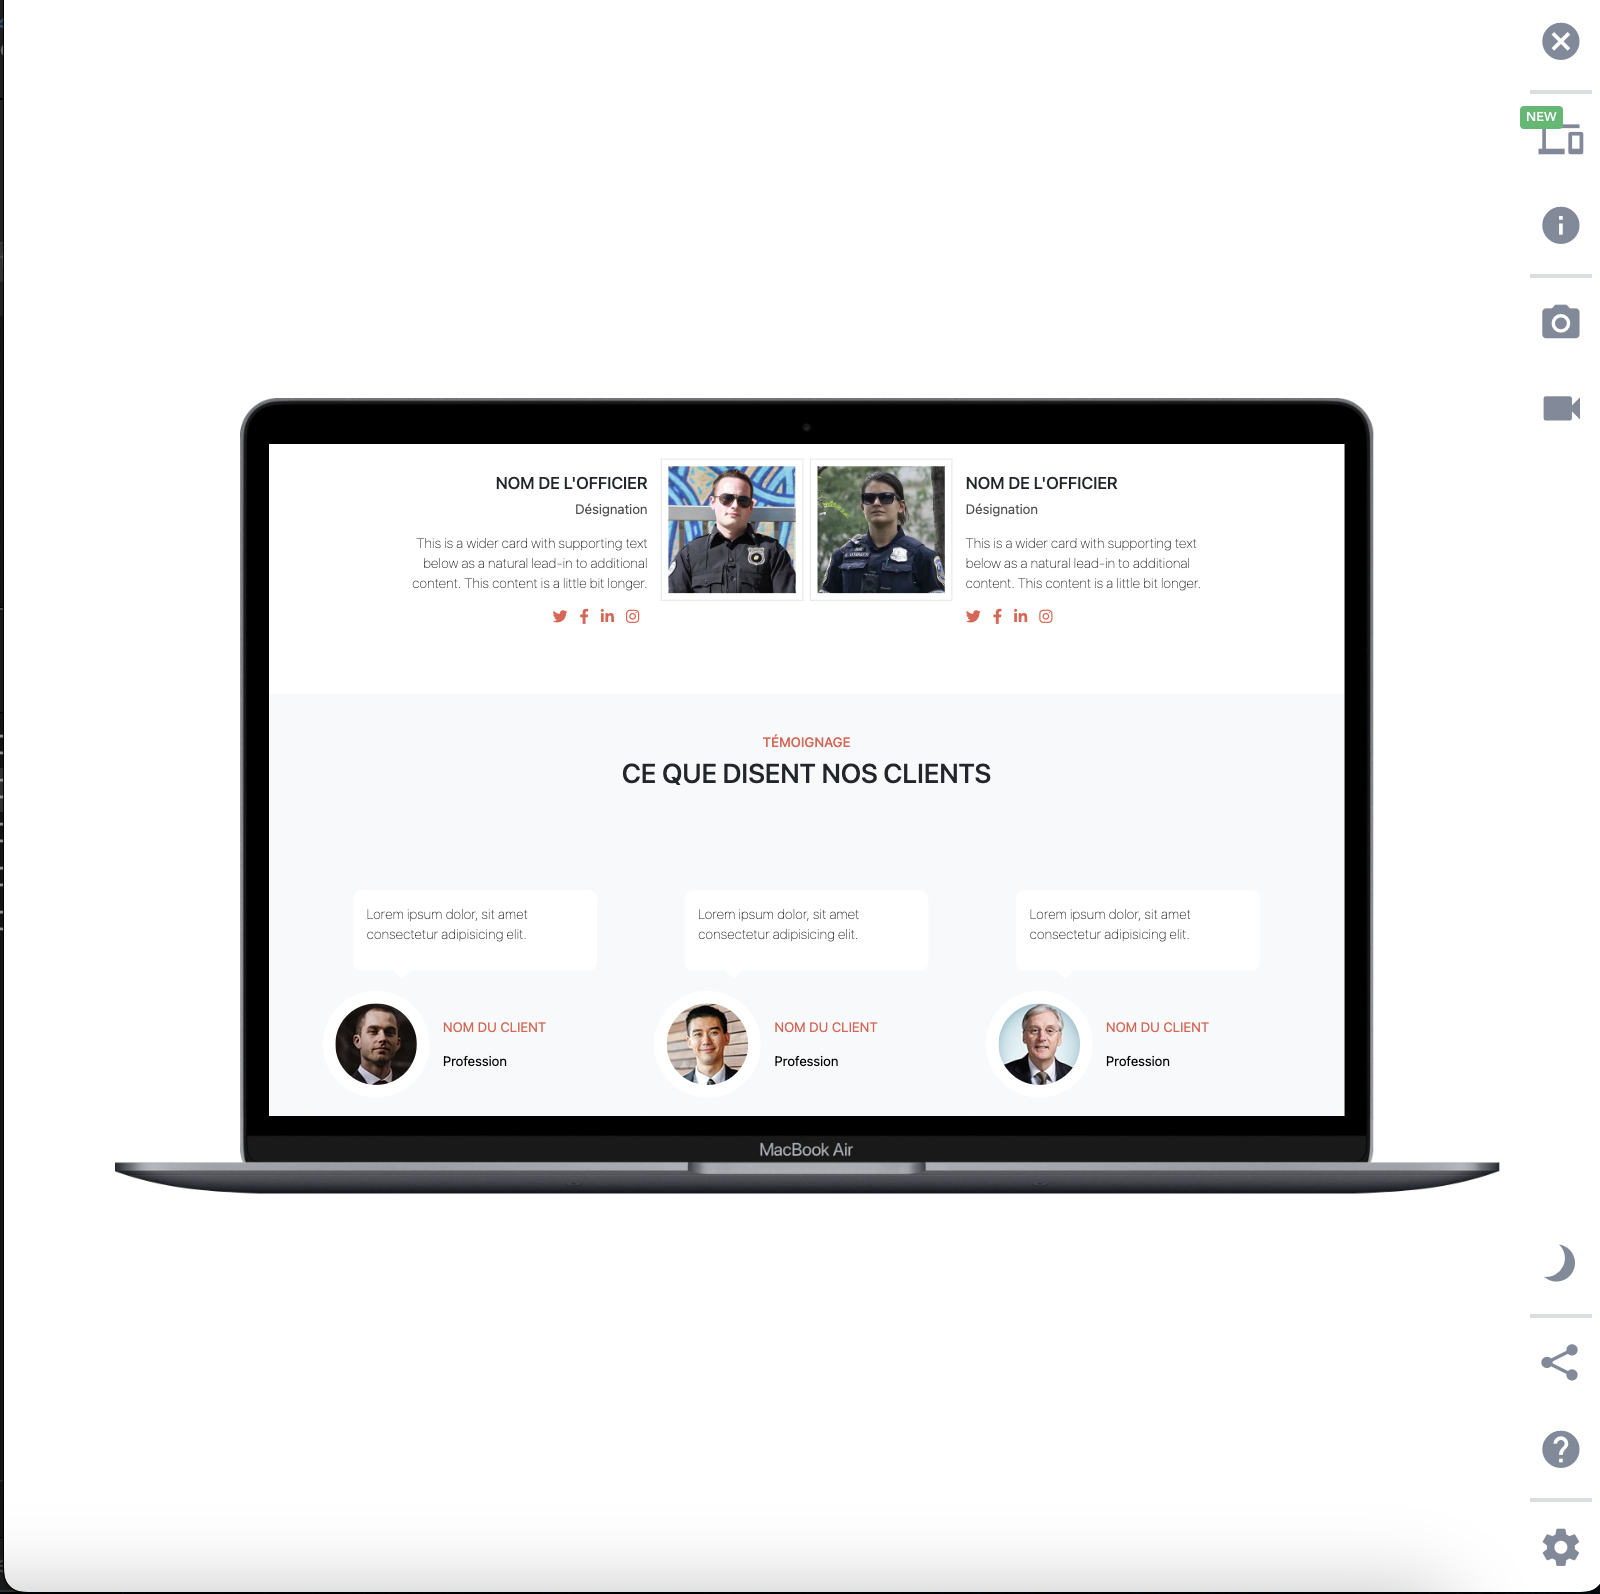 NEW
NOM DE L'OFFICIER
Désignation
This is a wider card with supporting text
below as a natural lead-in to additional
content. This content is a little bit longer.
NOM DE L'OFFICIER
Désignation
This is a wider card with supporting text
below as a natural lead-in to additional
content. This content is a little bit longer.
TÉMOIGNAGE
CE QUE DISENT NOS CLIENTS
Lorem ipsum dolor, sit amet
consectetur adipisicing elit.
NOM DU CLIENT
Profession
Lorem ipsum dolor, sit amet
consectetur adipisicing elit.
NOM DU CLIENT
Profession
Lorem ipsum dolor, sit amet
consectetur adipisicing elit.
NOM DU CLIENT
Profession
MacBook Air